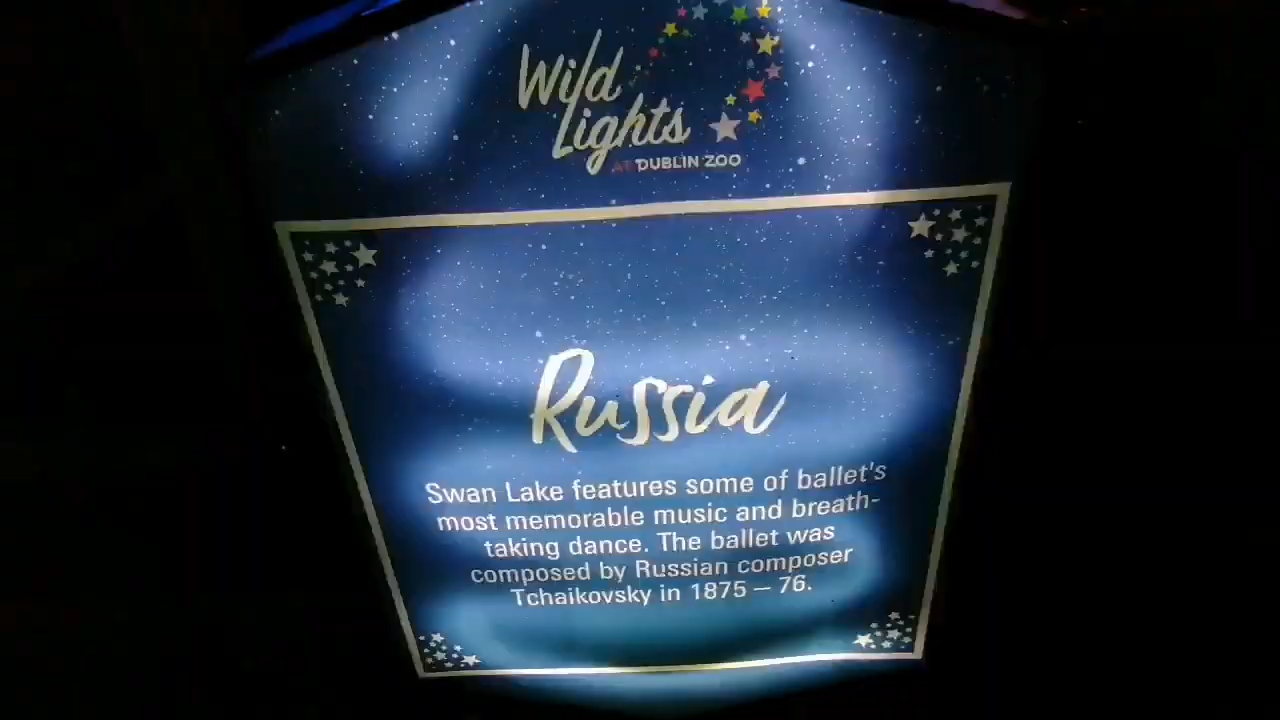 Wild
Lights
AT DUBLIN ZOO
Russia
Swan Lake features some of ballet's
most memorable music and breath-
taking dance. The ballet was
composed by Russian composer
Tchaikovsky in 1875 – 76.